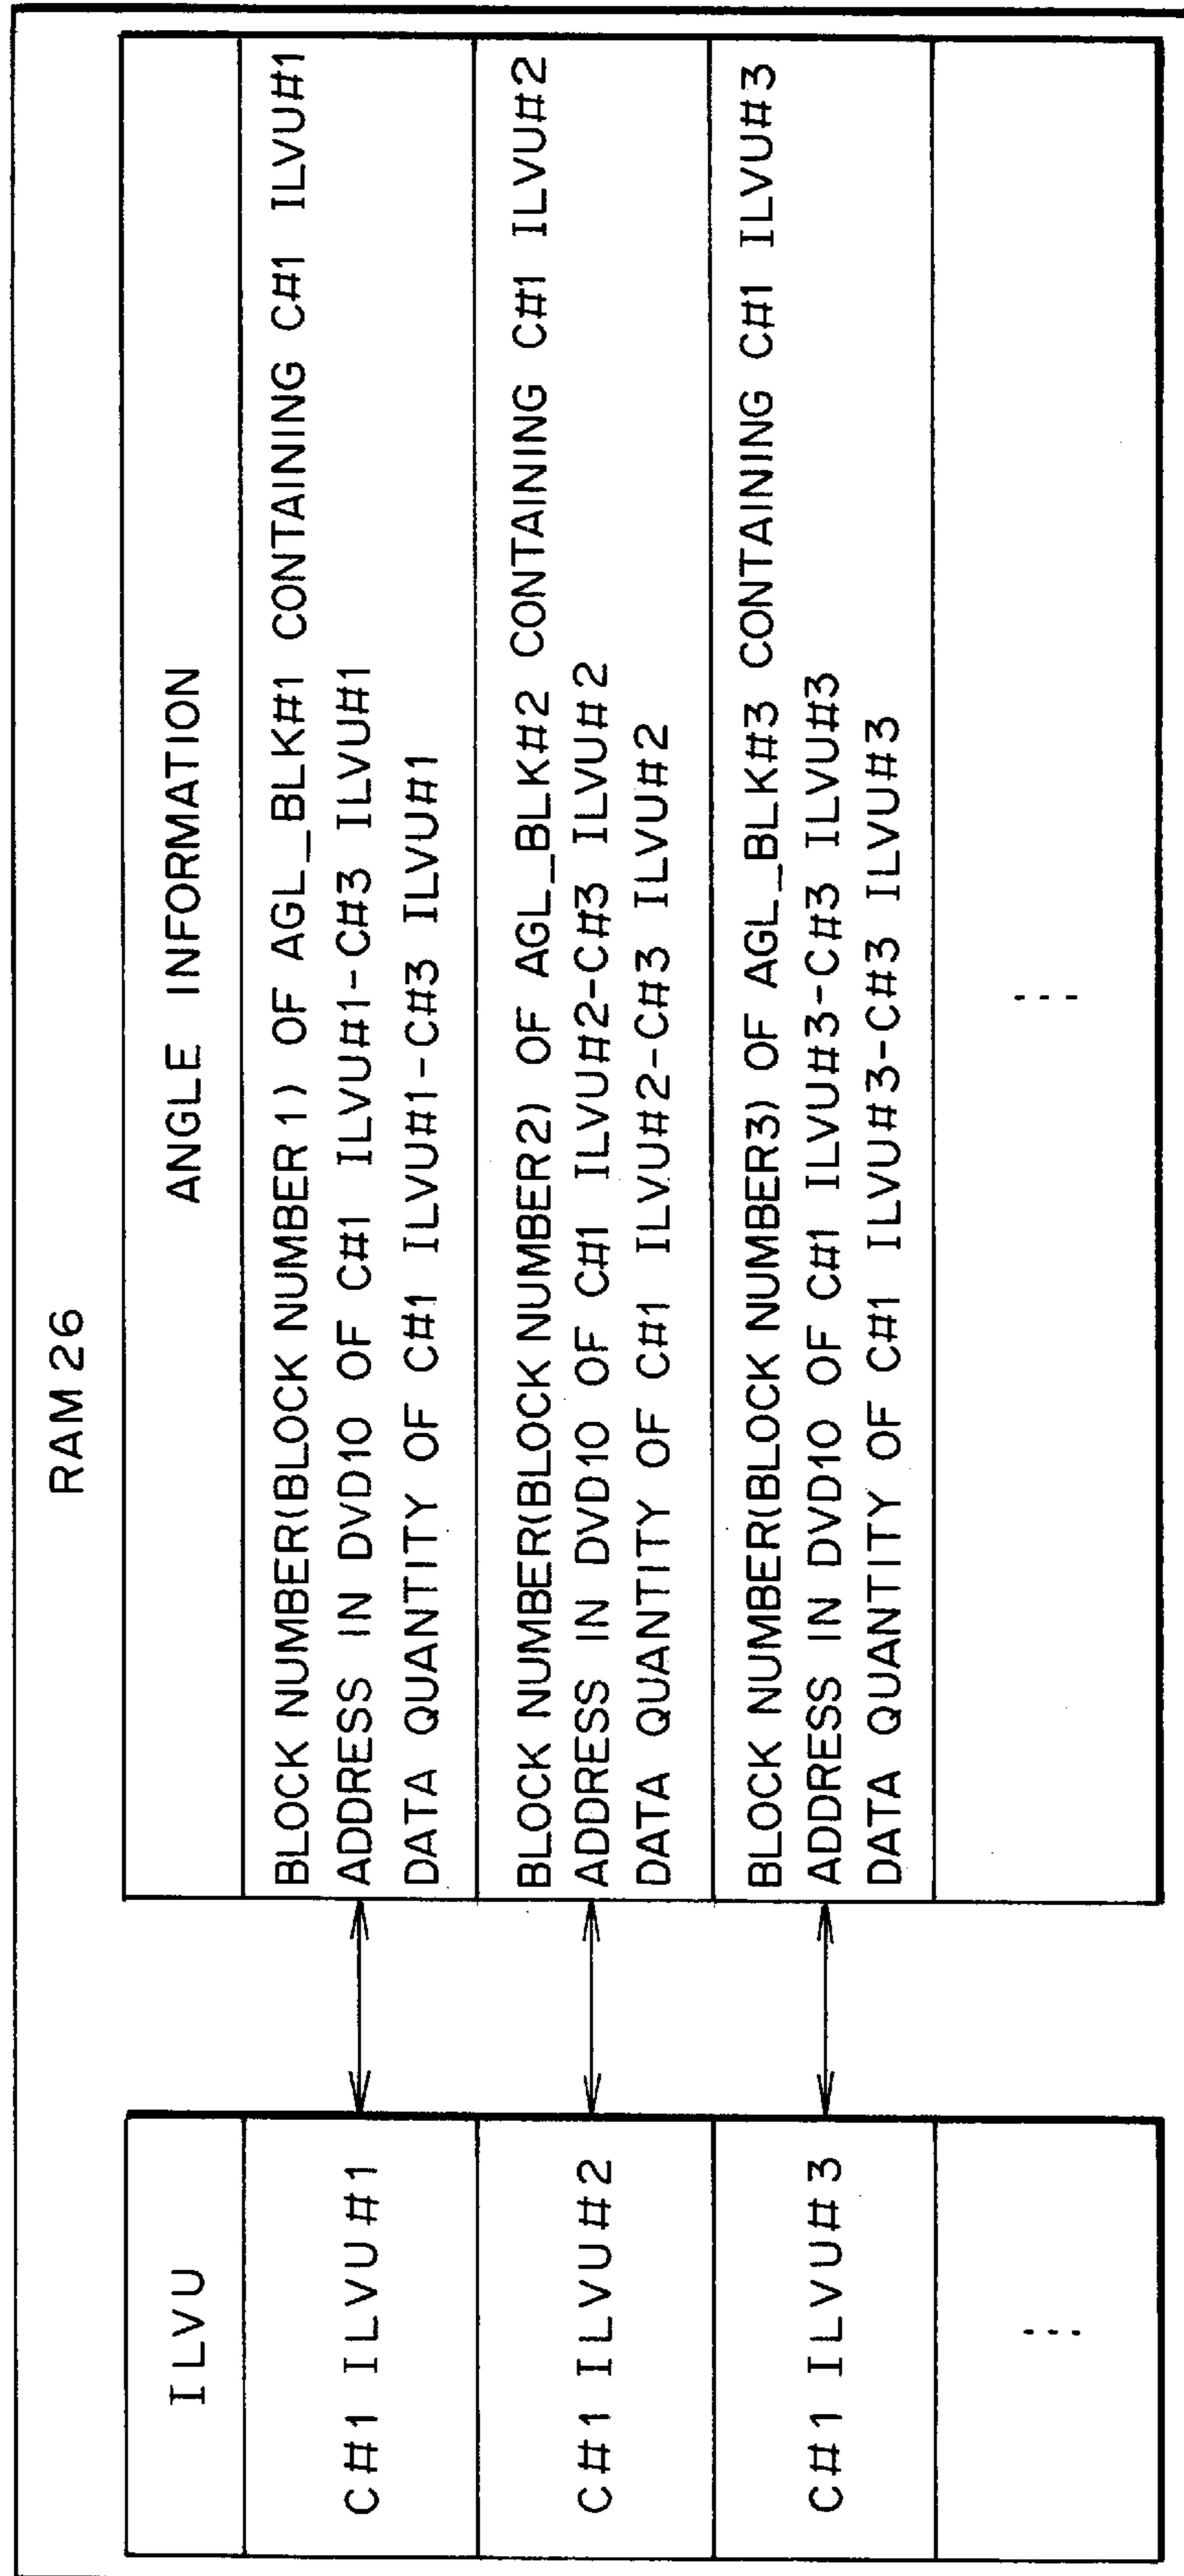 RAM 26
ILVU
ANGLE INFORMATION
C#1 ILVU#1
BLOCK NUMBER(BLOCK NUMBER 1) OF AGL_BLK#1 CONTAINING C#1 ILVU#1
ADDRESS IN DVD10 OF C#1 ILVU#1-C#3 ILVU#1
DATA QUANTITY OF C#1 ILVU#1-C#3 ILVU#1
C#1 ILVU#2
BLOCK NUMBER(BLOCK NUMBER2) OF AGL_BLK#2 CONTAINING C#1 ILVU#2
ADDRESS IN DVD10 OF C#1 ILVU#2-C#3 ILVU#2
DATA QUANTITY OF C#1 ILVU#2-C#3 ILVU#2
C#1 ILVU#3
BLOCK NUMBER(BLOCK NUMBER3) OF AGL_BLK#3 CONTAINING C#1 ILVU#3
ADDRESS IN DVD10 OF C#1 ILVU#3-C#3 ILVU#3
DATA QUANTITY OF C#1 ILVU#3-C#3 ILVU#3
...
...